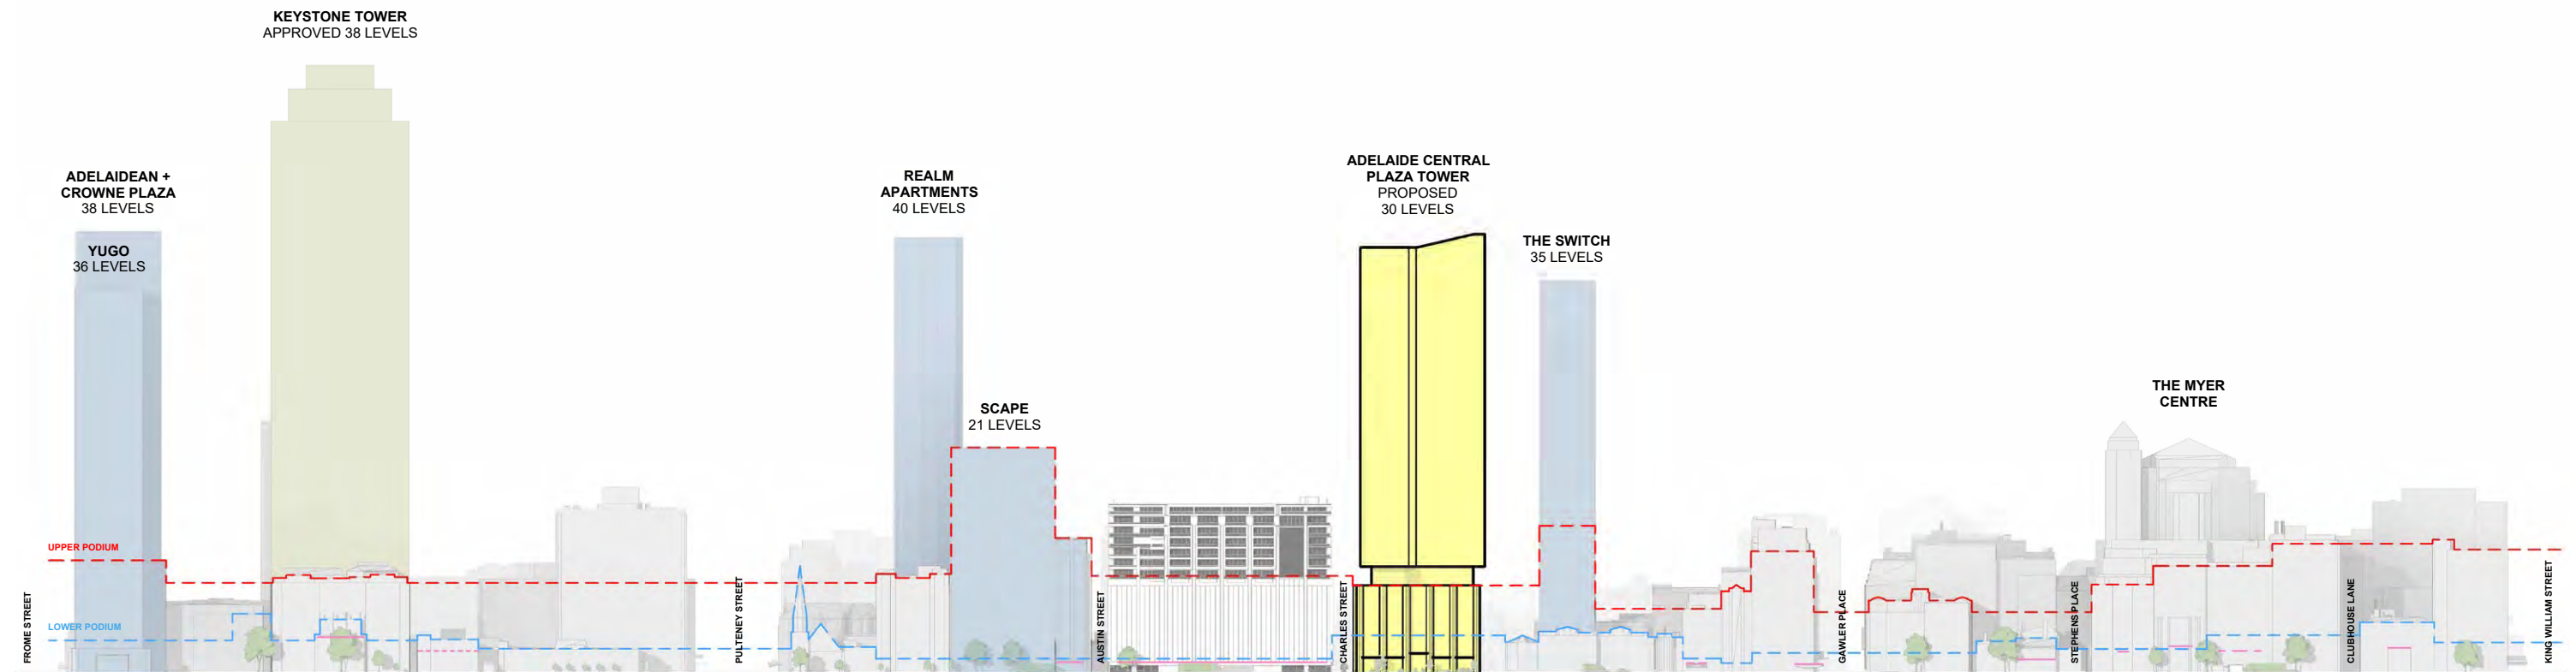 KEYSTONE TOWER
APPROVED 38 LEVELS
ADELAIDEAN +
CROWNE PLAZA
38 LEVELS
YUGO
36 LEVELS
REALM
APARTMENTS
40 LEVELS
SCAPE
21 LEVELS
ADELAIDE CENTRAL
PLAZA TOWER
PROPOSED
30 LEVELS
THE SWITCH
35 LEVELS
THE MYER
CENTRE
UPPER PODIUM
LOWER PODIUM
FROME STREET
PULTENEY STREET
AUSTIN STREET
CHARLES STREET
GAWLER PLACE
STEPHENS PLACE
CLUBHOUSE LANE
KING WILLIAM STREET